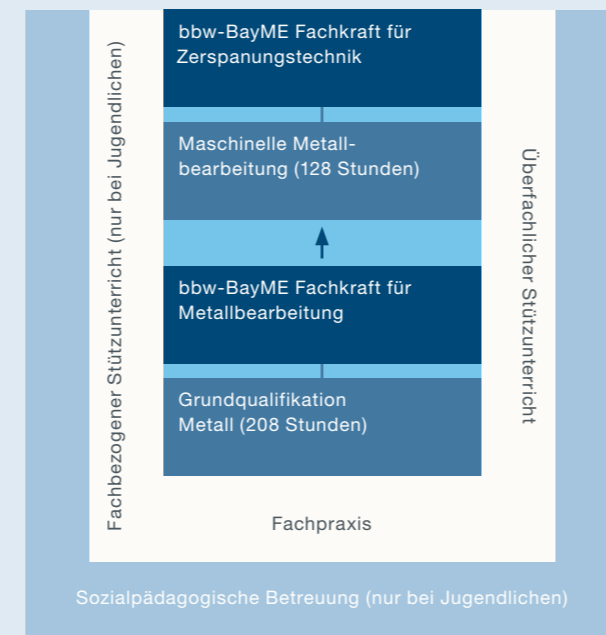 Fachbezogener Stützunterricht (nur bei Jugendlichen)
bbw-BayME Fachkraft für
Zerspanungstechnik
Maschinelle Metall-
bearbeitung (128 Stunden)
bbw-BayME Fachkraft für
Metallbearbeitung
Grundqualifikation
Metall (208 Stunden)
Überfachlicher Stützunterricht
Fachpraxis
Sozialpädagogische Betreuung (nur bei Jugendlichen)